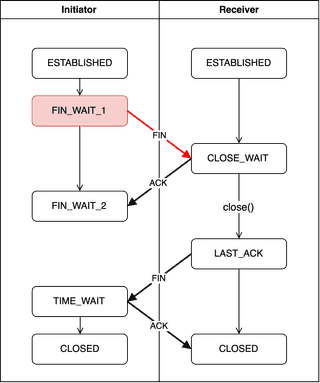 Initiator
Receiver
ESTABLISHED
ESTABLISHED
FIN_WAIT_1
FIN
CLOSE_WAIT
ACK
FIN_WAIT_2
close()
LAST_ACK
FIN
TIME_WAIT
ACK
CLOSED
CLOSED